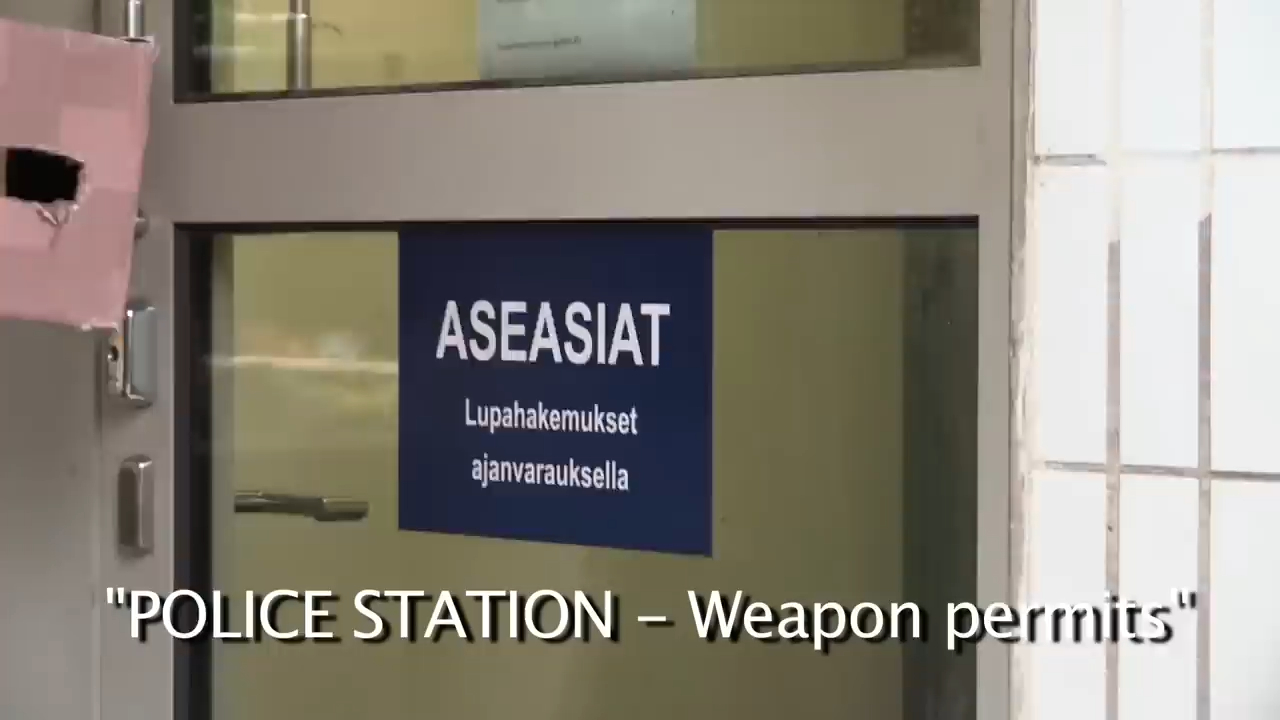 ASEASIAT
Lupahakemukset
ajanvarauksella
"POLICE STATION – Weapon permits"